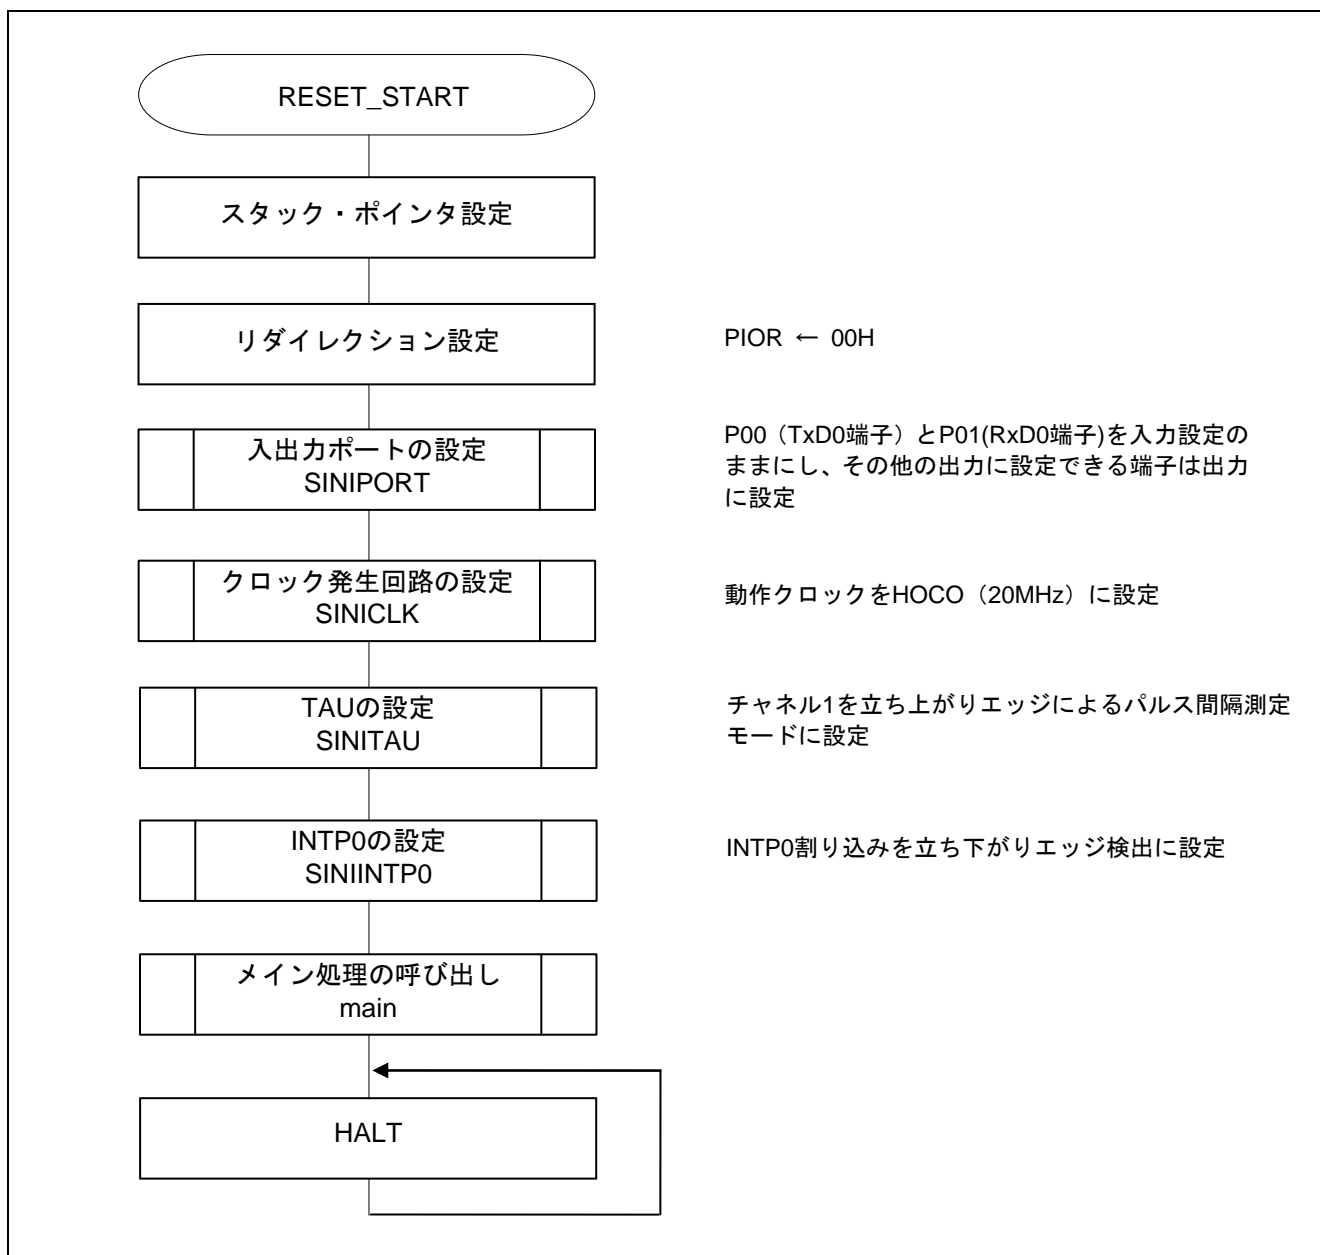 RESET_START
スタック・ポインタ設定
リダイレクション設定
PIOR ← 00H
入出力ポートの設定
SINIPORT
P00（TxD0端子）とP01(RxD0端子)を入力設定の
ままにし、その他の出力に設定できる端子は出力
に設定
クロック発生回路の設定
SINICLK
動作クロックをHOCO（20MHz）に設定
TAUの設定
SINITAU
チャネル1を立ち上がりエッジによるパルス間隔測定
モードに設定
INTP0の設定
SINIINTP0
INTP0割り込みを立ち下がりエッジ検出に設定
メイン処理の呼び出し
main
HALT